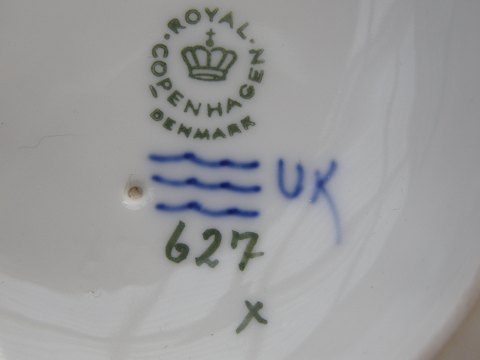 ROYAL
COPENHAGEN
DENMARK
UK
627
X